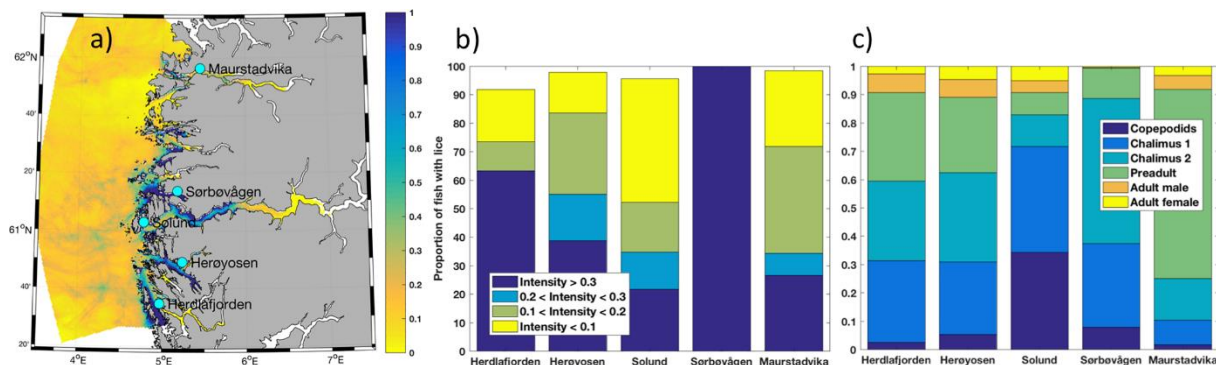 a)
62°N
20'
61°N
40'
20'
4°E
5°E
6°E
7°E
Maurstadvika
Sørbøvågen
Solund
Herøyosen
Herdlafjorden
1
0.9
0.8
0.7
0.6
0.5
0.4
0.3
0.2
0.1
0
b)
Proportion of fish with lice
100
90
80
70
60
50
40
30
20
10
0
Intensity > 0.3
0.2 < Intensity < 0.3
0.1 < Intensity < 0.2
Intensity < 0.1
Herdlafjorden Herøyosen Solund Sørbøvågen Maurstadvika
c)
1
0.9
0.8
0.7
0.6
0.5
0.4
0.3
0.2
0.1
0
Copepodids
Chalimus 1
Chalimus 2
Preadult
Adult male
Adult female
Herdlafjorden Herøyosen Solund Sørbøvågen Maurstadvika